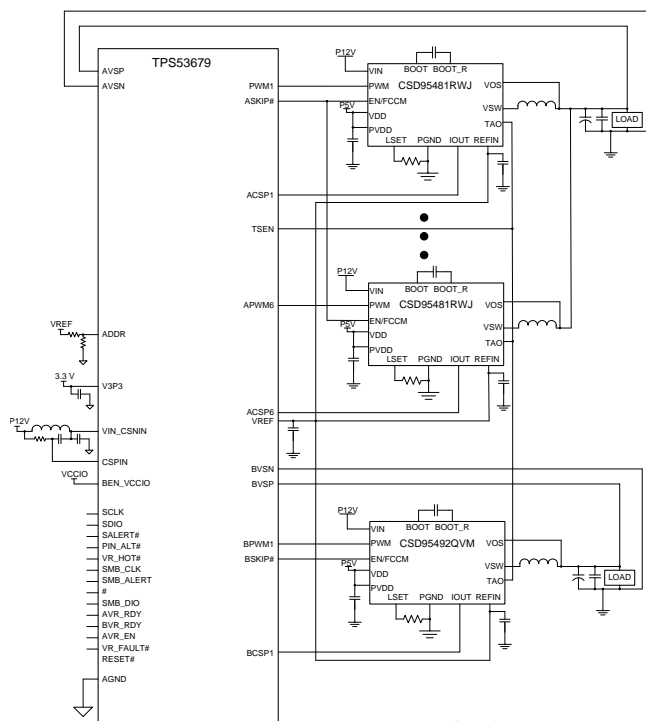 TPS53679
AVSP
AVSN
PWM1
ASKIP#
ACSP1
TSEN
APWM6
VREF
ADDR
3.3 V
V3P3
P12V
VIN_CSNIN
CSPIN
VCCIO
BEN_VCCIO
ACSP6
VREF
BVSN
BVSP
SCLK
SDIO
SALERT#
PIN_ALT#
VR_HOT#
SMB_CLK
SMB_ALERT
#
SMB_DIO
AVR_RDY
BVR_RDY
AVR_EN
VR_FAULT#
RESET#
AGND
BPWM1
BSKIP#
BCSP1
P12V
BOOT BOOT_R
VIN
CSD95481RWJ
PWM
EN/FCCM
P5V
VDD
PVDD
LSET PGND IOUT REFIN
VOS
VSW
TAO
LOAD
P12V
BOOT BOOT_R
VIN
CSD95481RWJ
PWM
EN/FCCM
P5V
VDD
PVDD
LSET PGND IOUT REFIN
VOS
VSW
TAO
P12V
BOOT BOOT_R
VIN
CSD95492QVM
PWM
EN/FCCM
P5V
VDD
PVDD
LSET PGND IOUT REFIN
VOS
VSW
TAO
LOAD